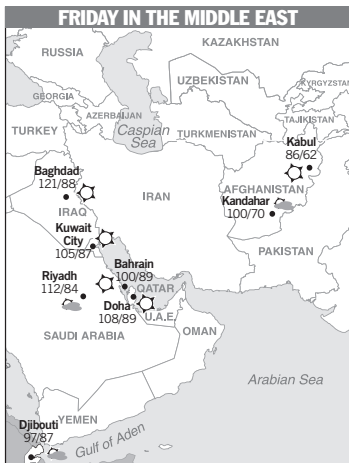 FRIDAY IN THE MIDDLE EAST
KAZAKHSTAN
RUSSIA
UZBEKISTAN
KYRGYZSTAN
GEORGIA
AZERBAIJAN
TAJIKISTAN
TURKEY
Caspian
Sea
TURKMENISTAN
Kabul
86/62
Baghdad
121/88
IRAN
AFGHANISTAN
Kandahar
100/70
IRAQ
Kuwait
City
105/87
PAKISTAN
Bahrain
100/89
Riyadh
112/84
QATAR
Doha
108/89
U.A.E.
OMAN
SAUDI ARABIA
Arabian Sea
YEMEN
Djibouti
97/87
Gulf of Aden